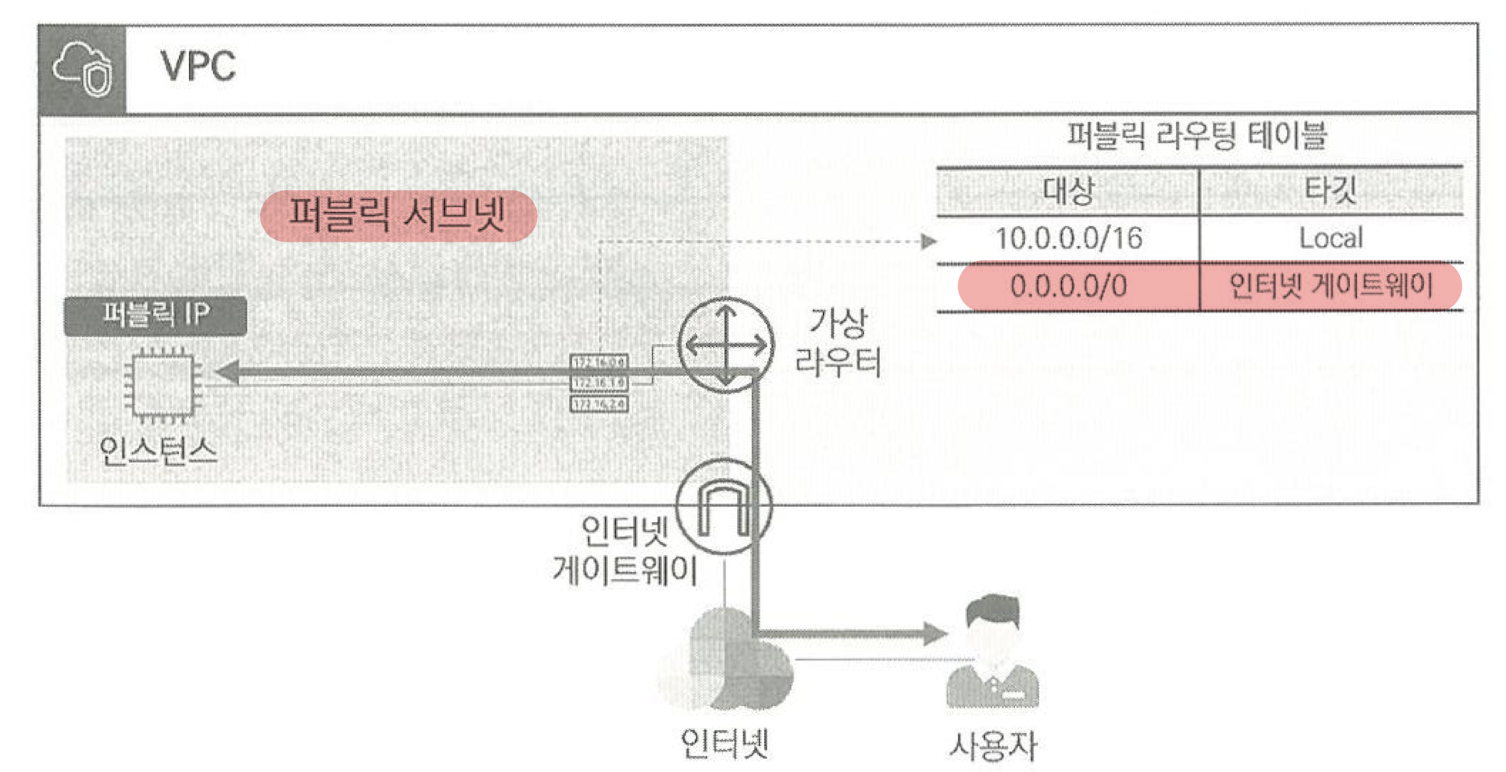 VPC
퍼블릭 라우팅 테이블
대상 타깃
10.0.0.0/16 Local
0.0.0.0/0 인터넷 게이트웨이
퍼블릭 서브넷
퍼블릭 IP
인스턴스
172.16.0.0
172.16.1.0
172.16.2.0
가상
라우터
인터넷
게이트웨이
인터넷
사용자